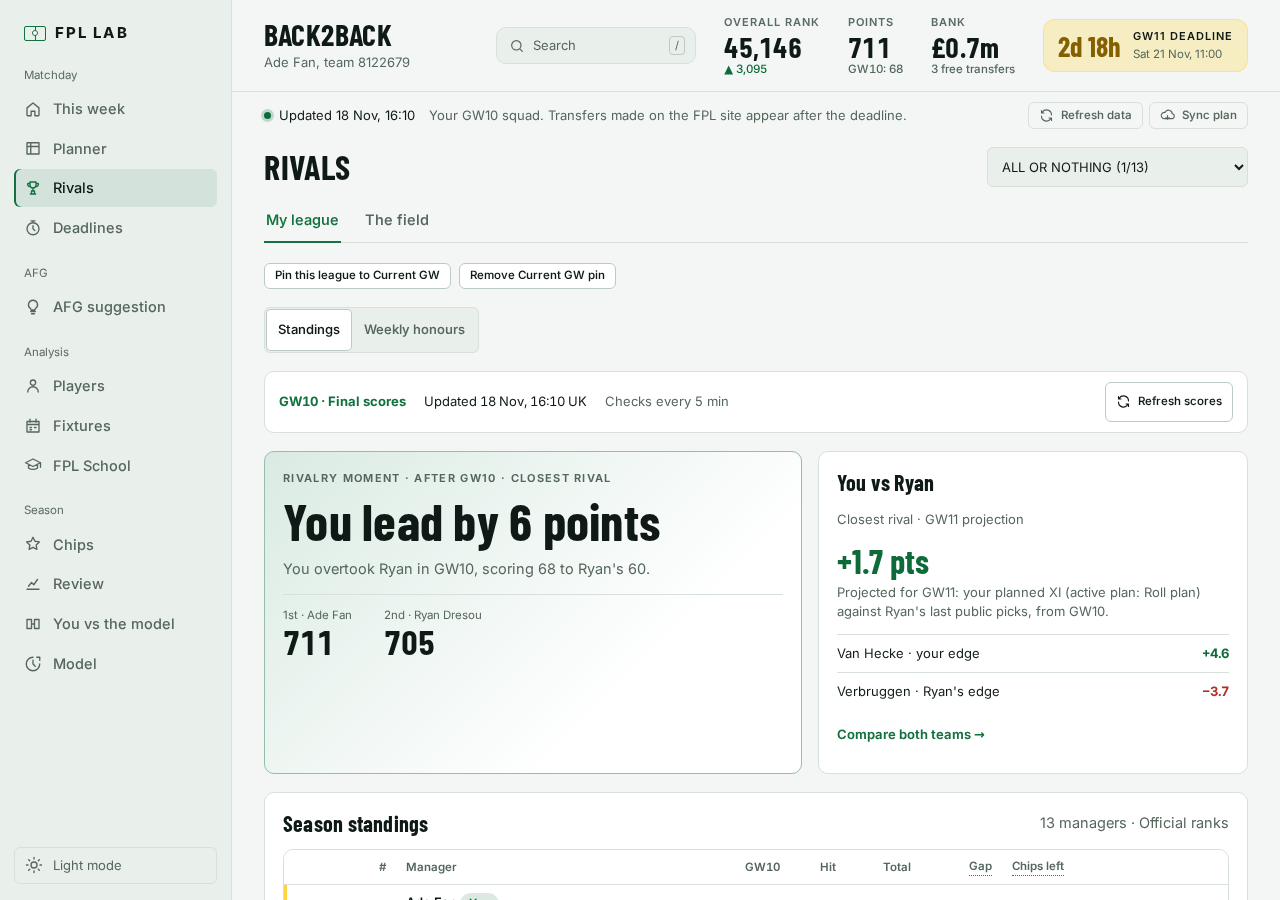 FPL LAB
Matchday
This week
Planner
Rivals
Deadlines
AFG
AFG suggestion
Analysis
Players
Fixtures
FPL School
Season
Chips
Review
You vs the model
Model
Light mode
BACK2BACK
Ade Fan, team 8122679
Search /
OVERALL RANK
45,146
▲ 3,095
POINTS
711
GW10: 68
BANK
£0.7m
3 free transfers
2d 18h
GW11 DEADLINE
Sat 21 Nov, 11:00
Updated 18 Nov, 16:10 Your GW10 squad. Transfers made on the FPL site appear after the deadline.
Refresh data
Sync plan
RIVALS
ALL OR NOTHING (1/13)
My league The field
Pin this league to Current GW Remove Current GW pin
Standings Weekly honours
GW10 · Final scores Updated 18 Nov, 16:10 UK Checks every 5 min
Refresh scores
RIVALRY MOMENT · AFTER GW10 · CLOSEST RIVAL
You lead by 6 points
You overtook Ryan in GW10, scoring 68 to Ryan's 60.
1st · Ade Fan 2nd · Ryan Dresou
711 705
You vs Ryan
Closest rival · GW11 projection
+1.7 pts
Projected for GW11: your planned XI (active plan: Roll plan)
against Ryan's last public picks, from GW10.
Van Hecke · your edge +4.6
Verbruggen · Ryan's edge −3.7
Compare both teams →
Season standings
13 managers · Official ranks
# Manager GW10 Hit Total Gap Chips left